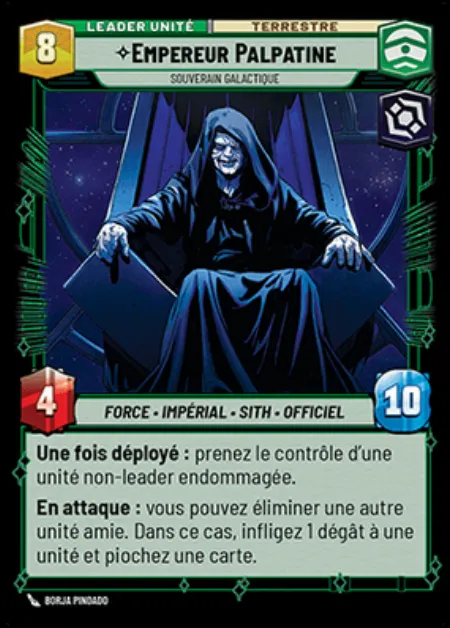 LEADER UNITÉ
TERRESTRE
8
EMPEREUR PALPATINE
SOUVERAIN GALACTIQUE
4
FORCE • IMPÉRIAL • SITH • OFFICIEL
10
Une fois déployé : prenez le contrôle d’une
unité non-leader endommagée.
En attaque : vous pouvez éliminer une autre
unité amie. Dans ce cas, infligez 1 dégât à une
unité et piochez une carte.
BORJA PINDADO